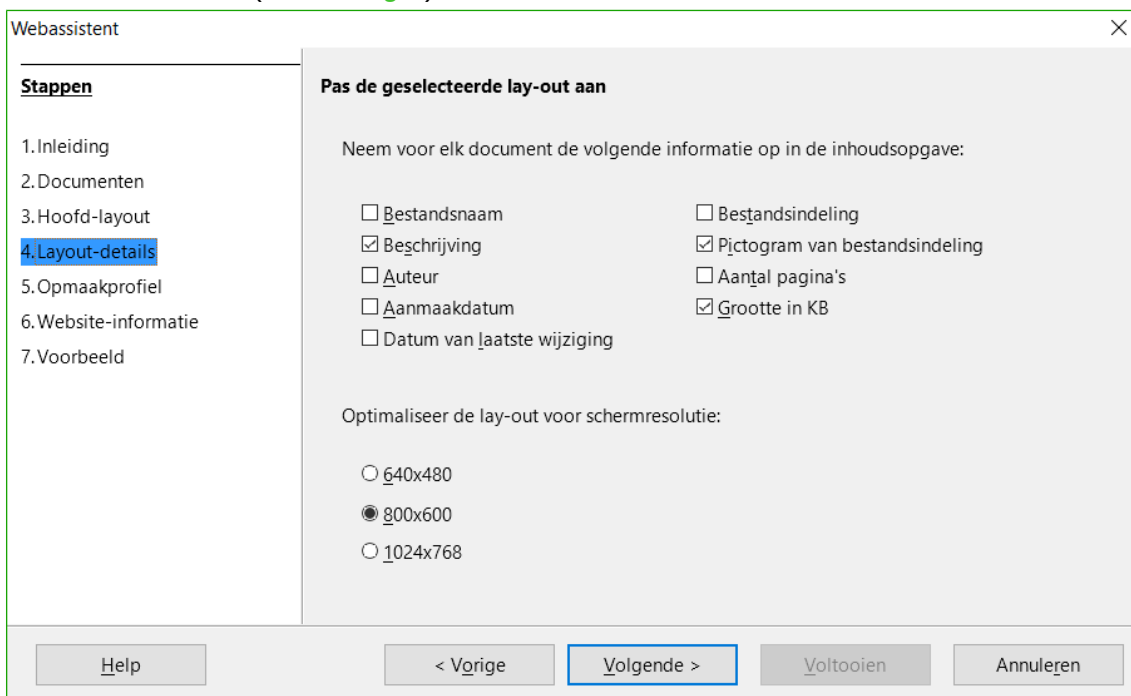 Webassistent
Stappen
1.Inleiding
2.Documenten
3.Hoofd-layout
4.Layout-details
5.Opmaakprofiel
6.Website-informatie
7.Voorbeeld
Pas de geselecteerde lay-out aan
Neem voor elk document de volgende informatie op in de inhoudsopgave:
Bestandsnaam
Beschrijving
Auteur
Aanmaakdatum
Datum van laatste wijziging
Bestandsindeling
Pictogram van bestandsindeling
Aantal pagina's
Grootte in KB
Optimaliseer de lay-out voor schermresolutie:
640x480
800x600
1024x768
Help
< Vorige
Volgende >
Voltooien
Annuleren